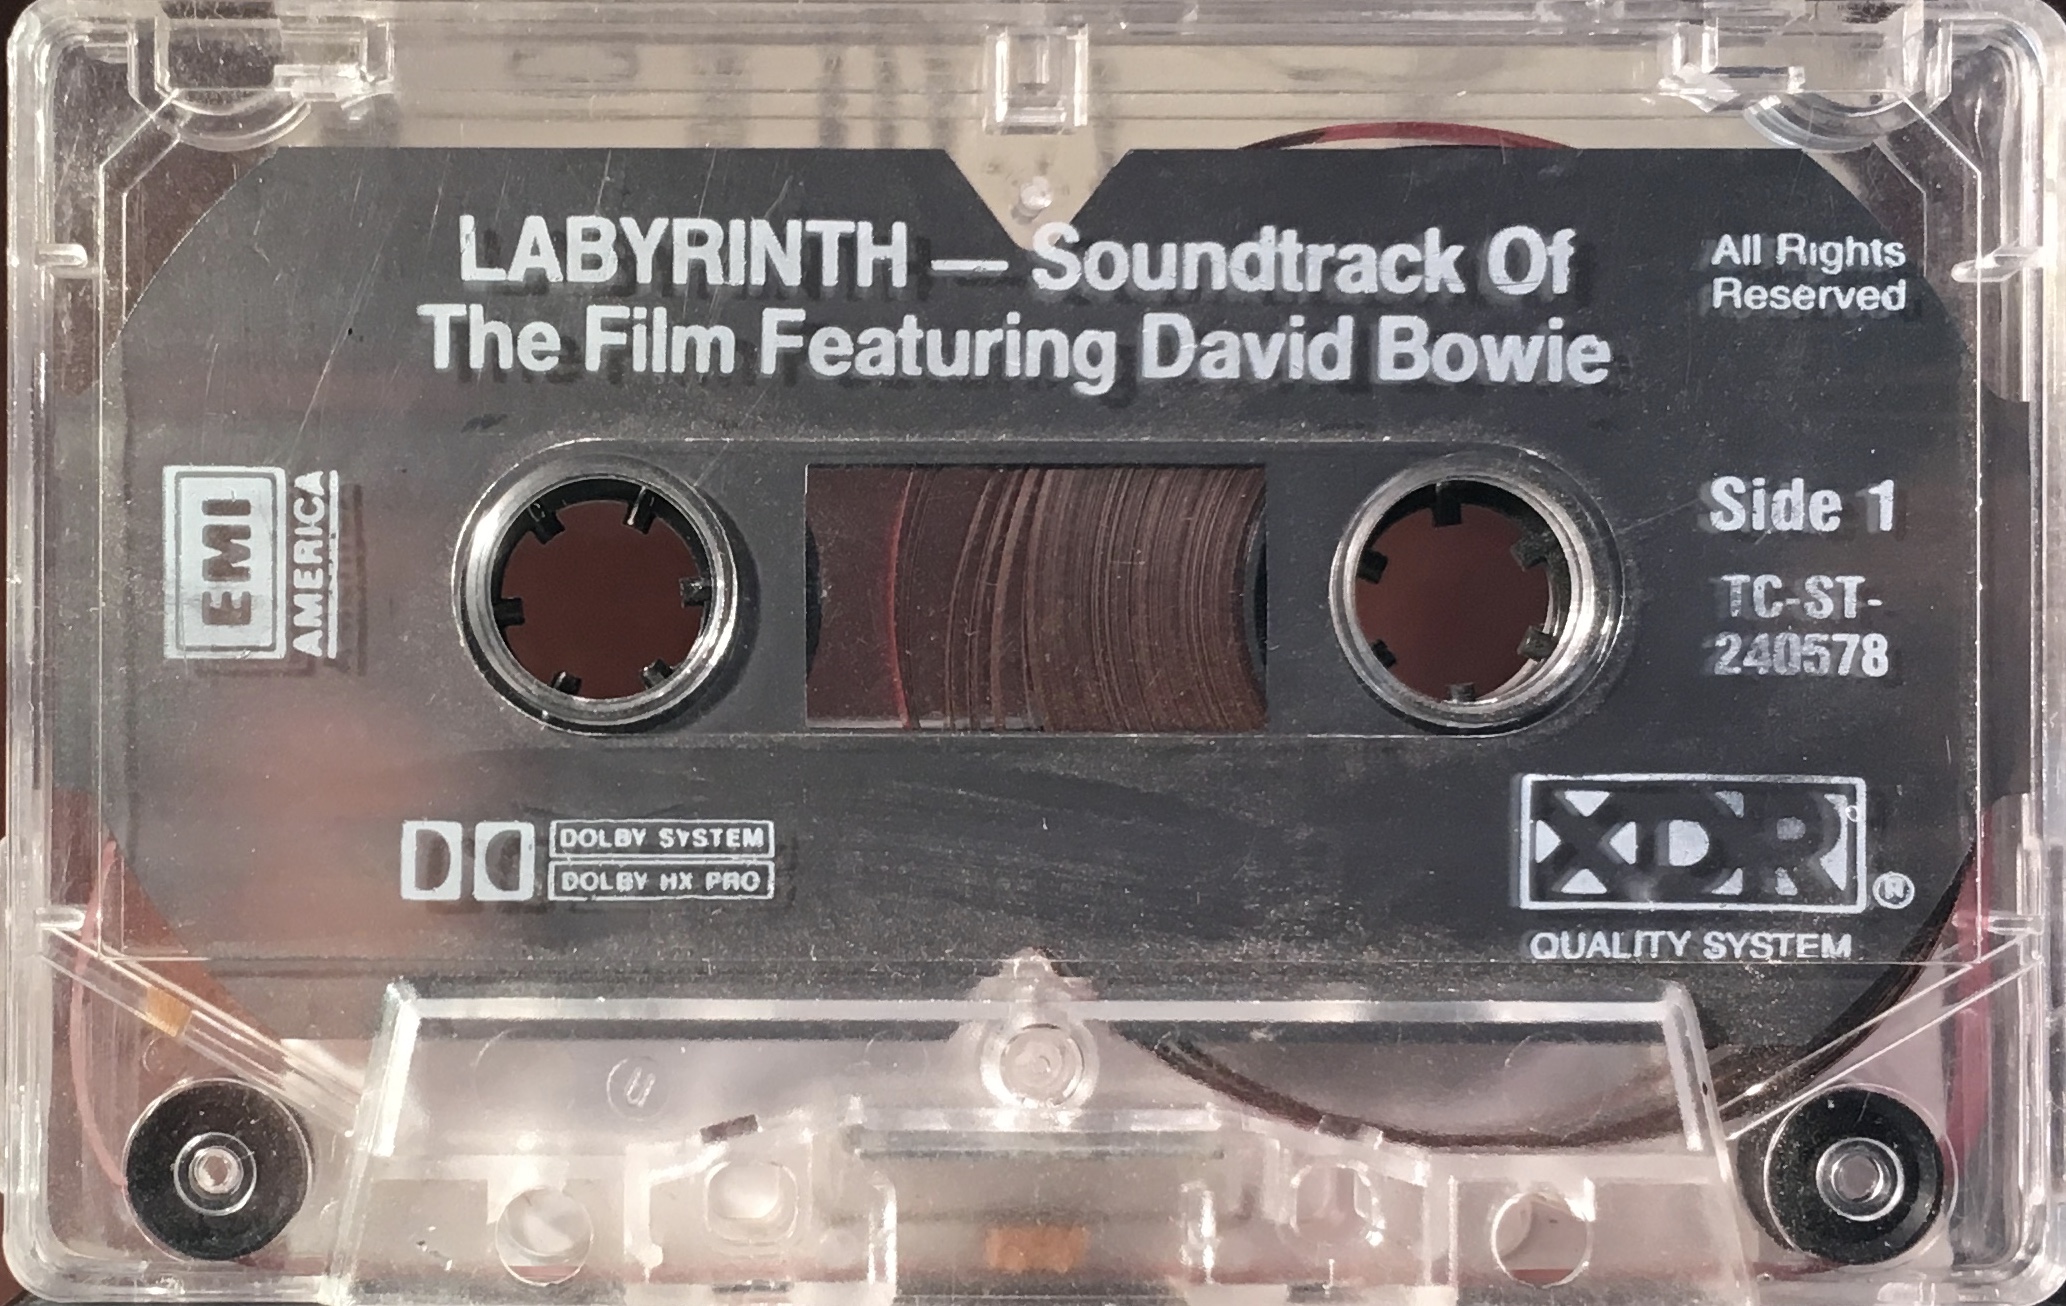 LABYRINTH — Soundtrack Of
The Film Featuring David Bowie
All Rights
Reserved
EMI
AMERICA
Side 1
TC-ST-
240578
DOLBY SYSTEM
DOLBY HX PRO
XDR ®
QUALITY SYSTEM